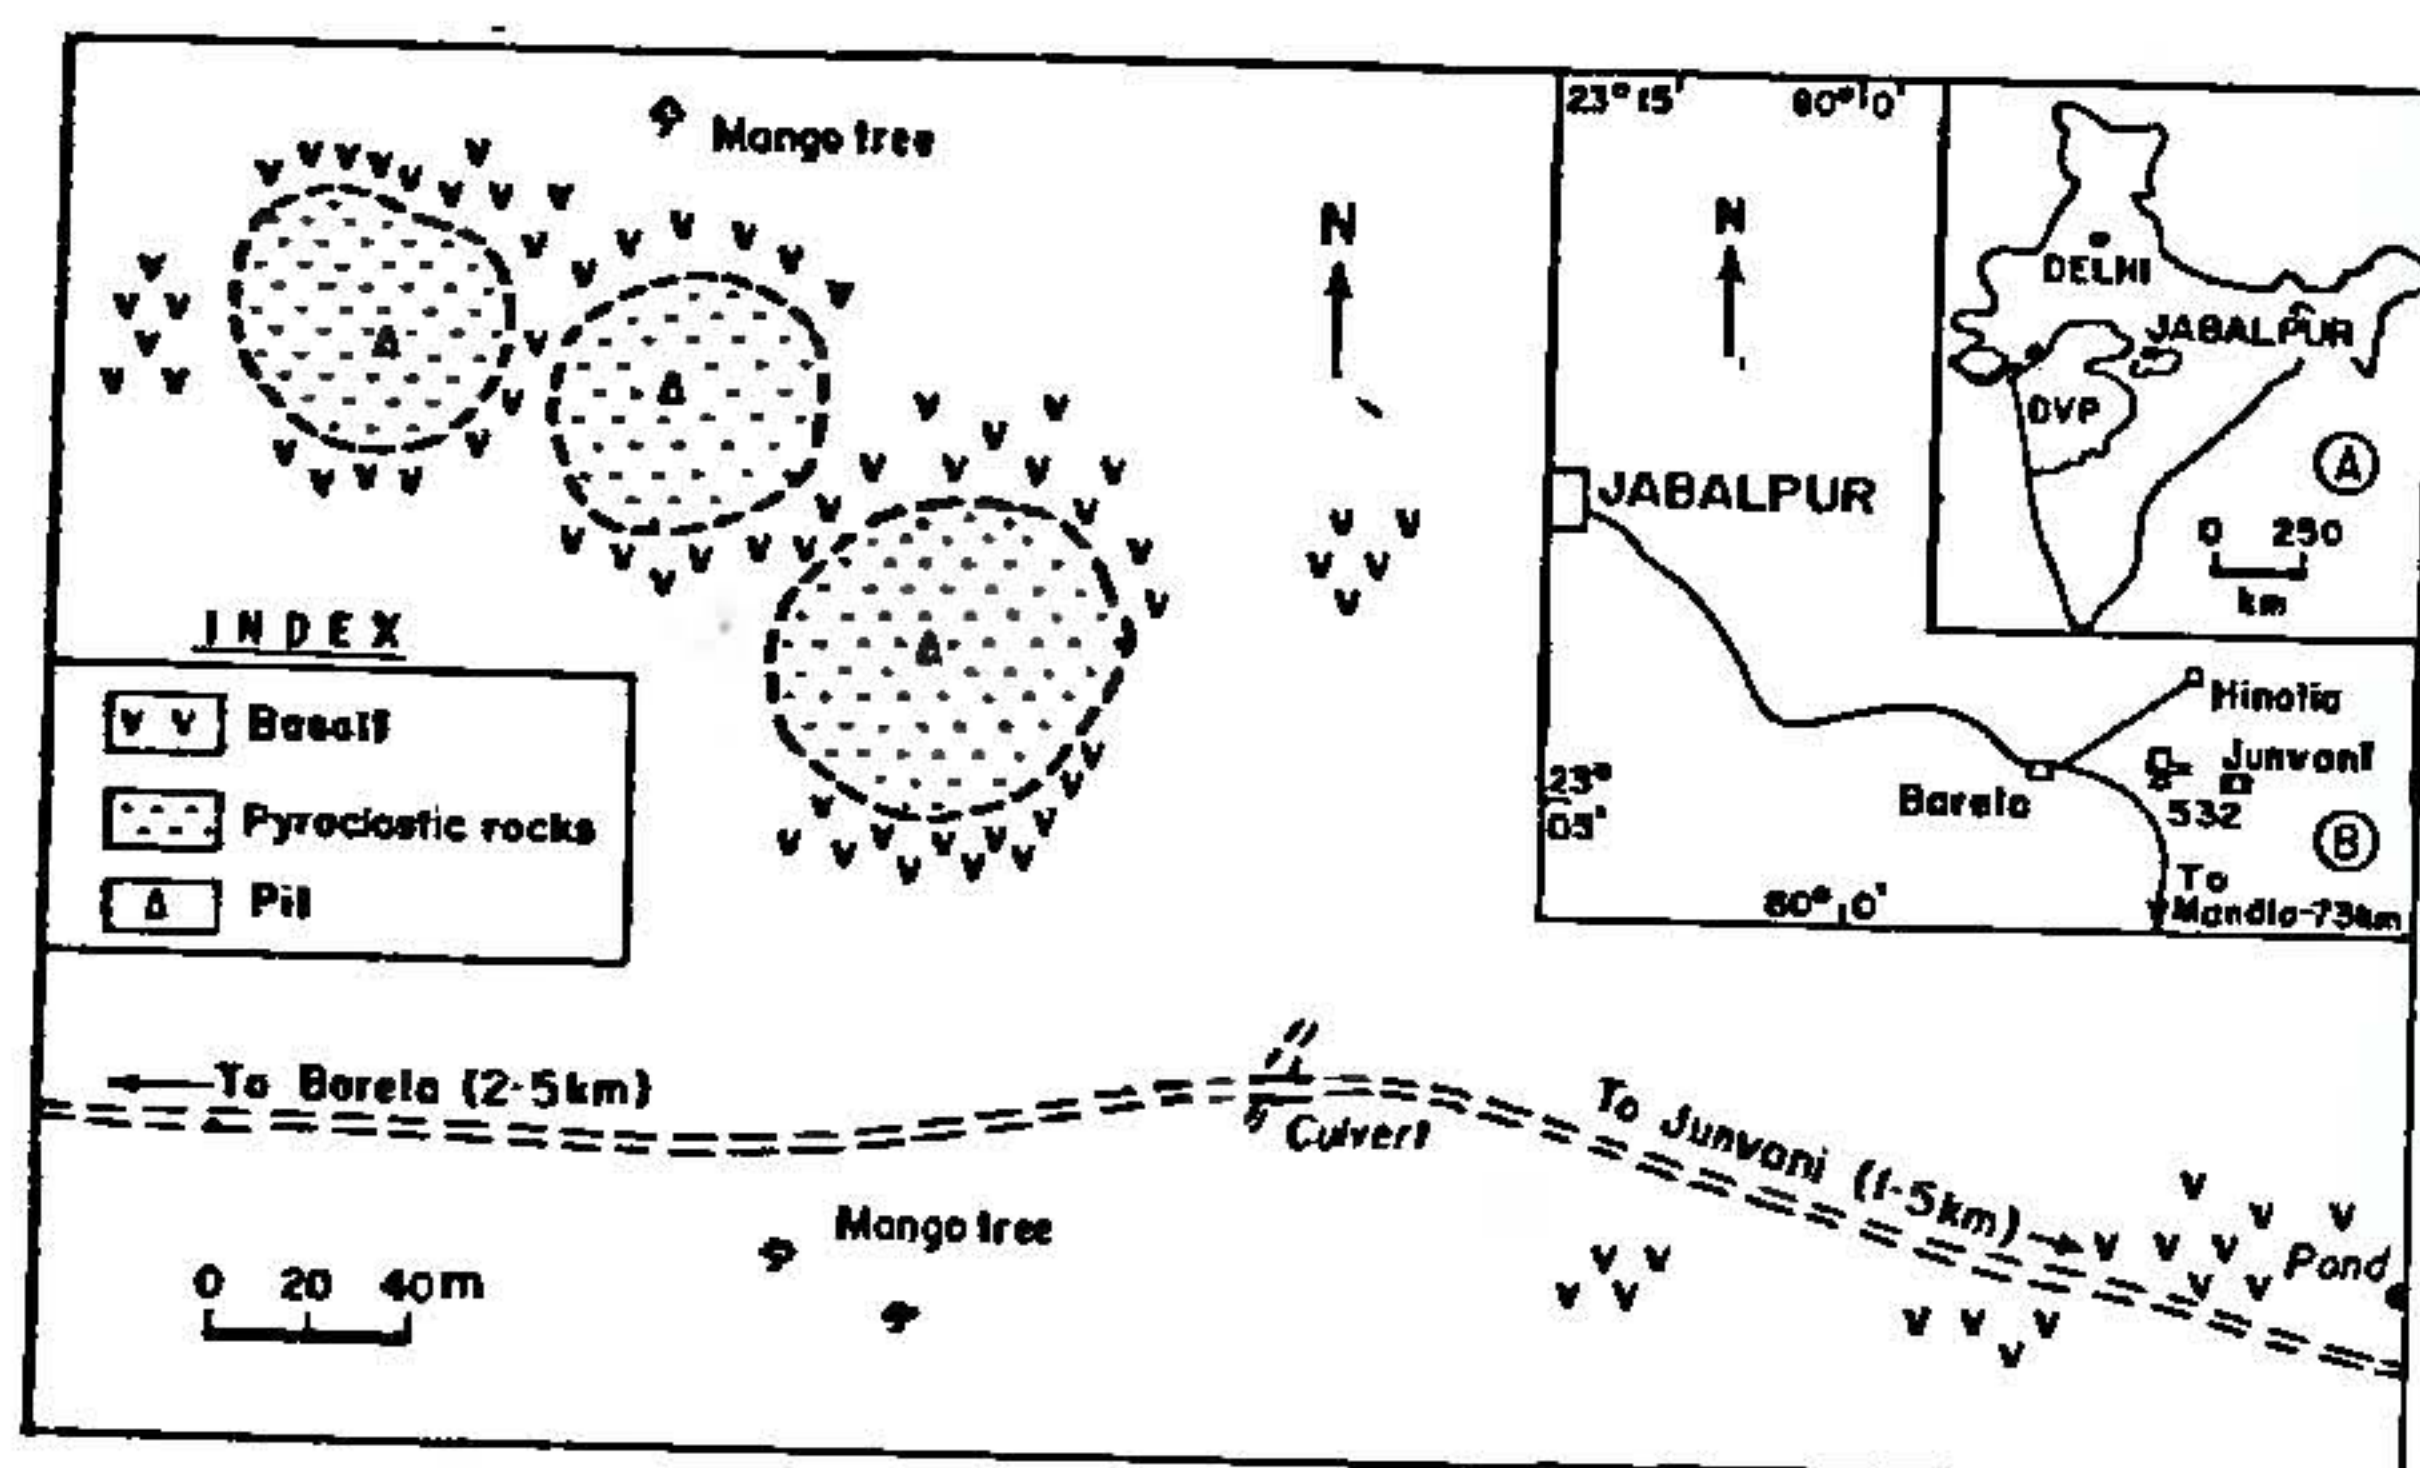 Mango tree
N
INDEX
v v Basalt
Pyroclastic rocks
Δ Pit
To Barela (2·5km)
Culvert
To Junvani (1·5km)
Pond
Mango tree
0 20 40m
23° 15' 80° 10'
N
JABALPUR
Hinotia
Junvani
Barela
532
23°
05'
B
To
Mandla-73km
80° 10'
DELHI
JABALPUR
DVP
A
0 250
km